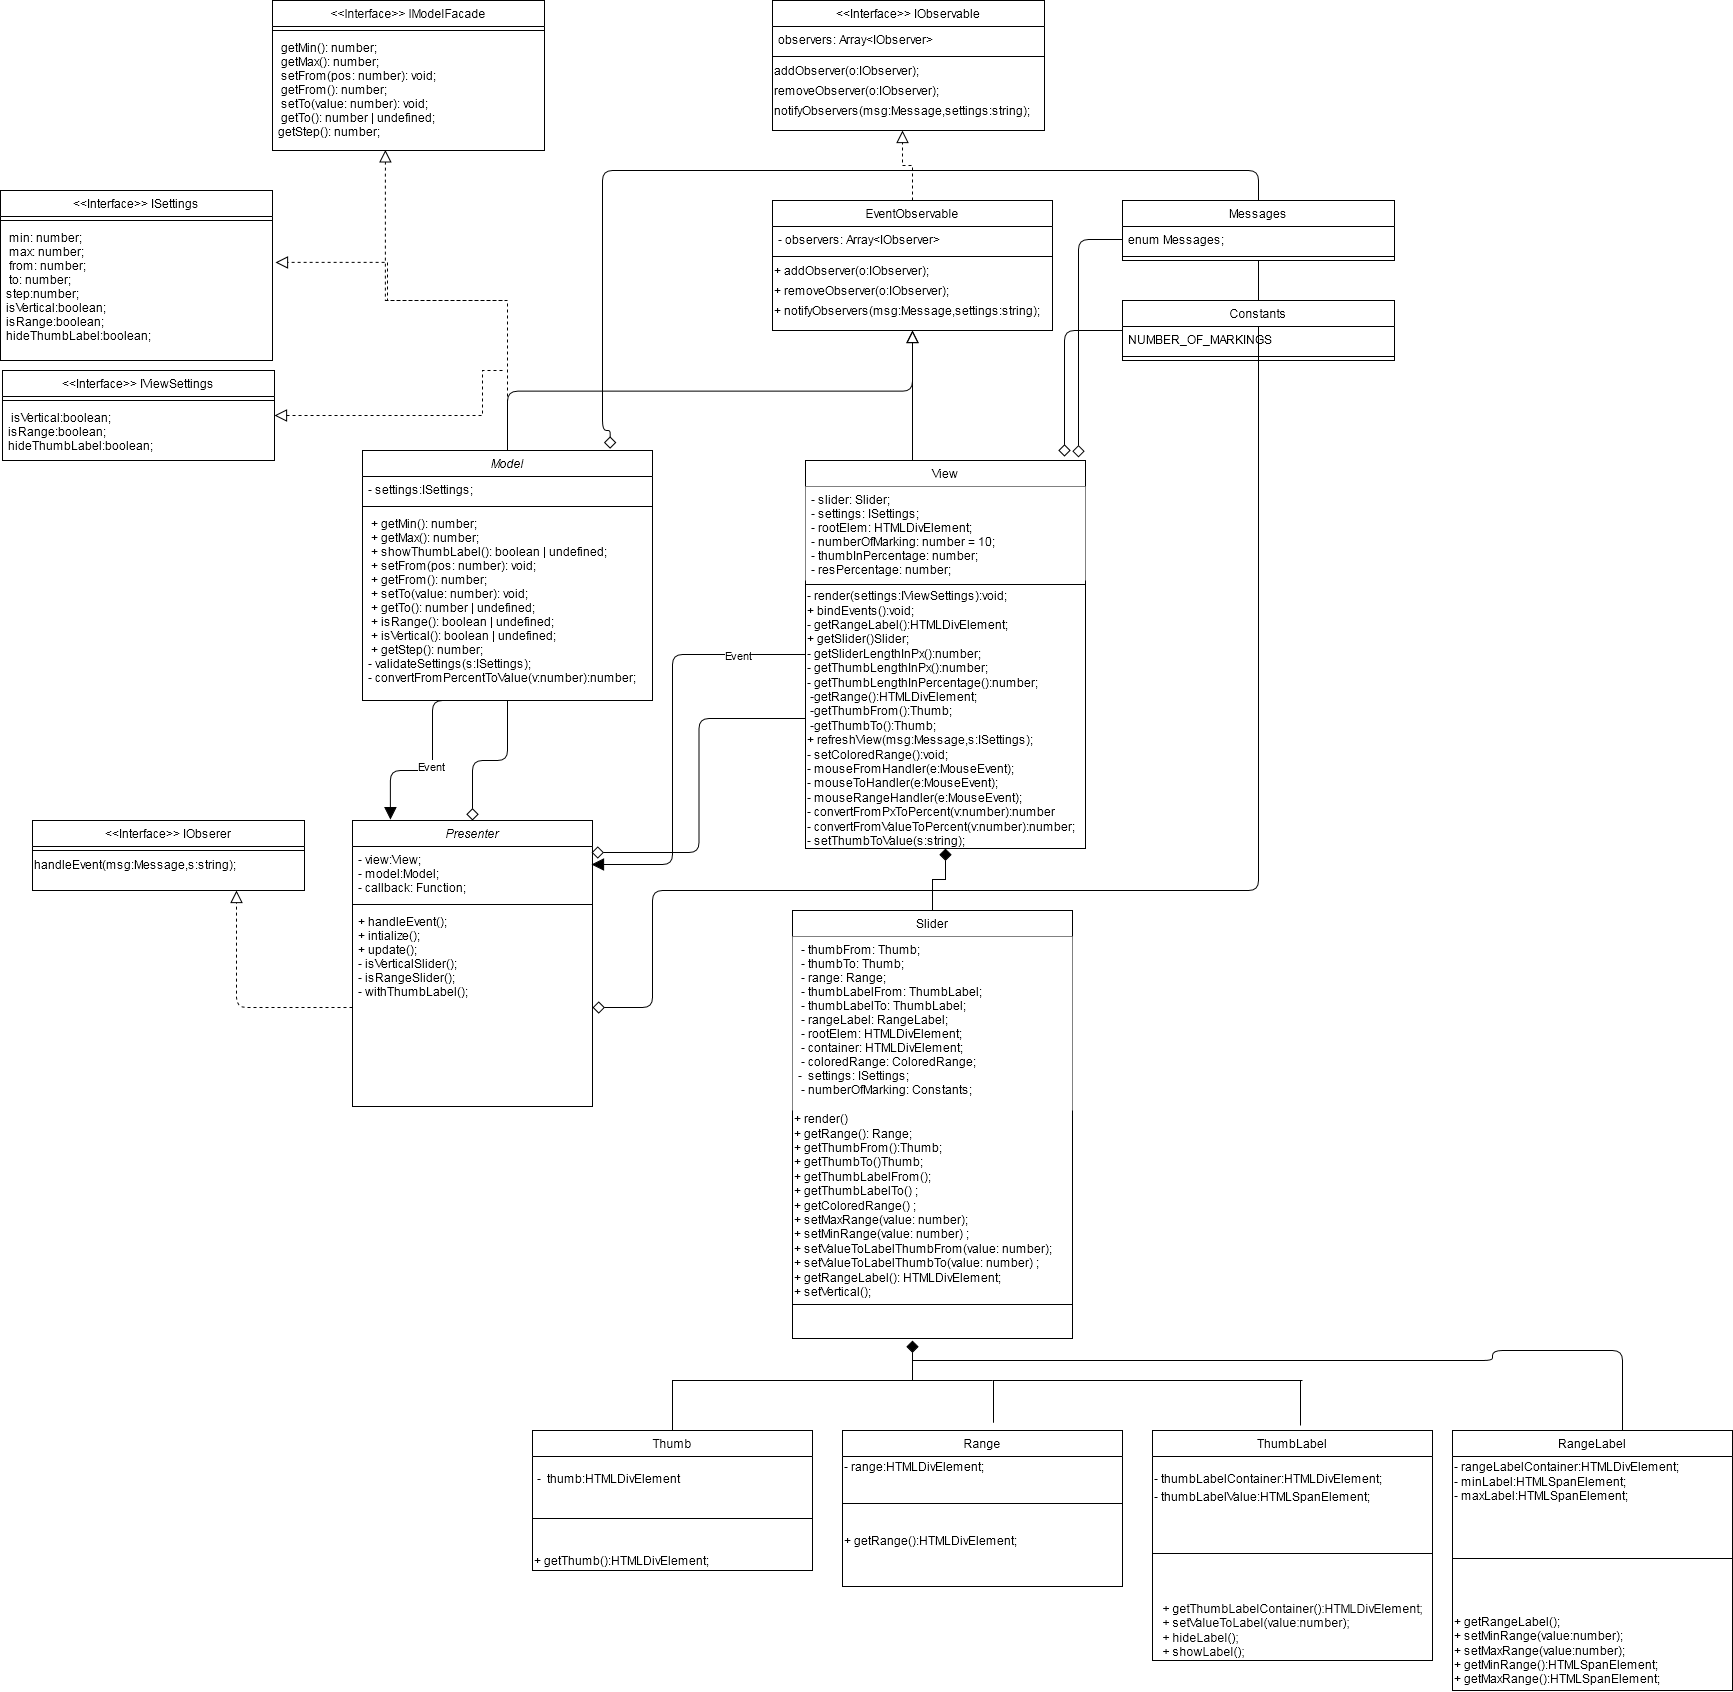 <<Interface>> IModelFacade
getMin(): number;
getMax(): number;
setFrom(pos: number): void;
getFrom(): number;
setTo(value: number): void;
getTo(): number | undefined;
getStep(): number;
<<Interface>> IObservable
observers: Array<IObserver>
addObserver(o:IObserver);
removeObserver(o:IObserver);
notifyObservers(msg:Message,settings:string);
<<Interface>> ISettings
min: number;
max: number;
from: number;
to: number;
step:number;
isVertical:boolean;
isRange:boolean;
hideThumbLabel:boolean;
EventObservable
- observers: Array<IObserver>
+ addObserver(o:IObserver);
+ removeObserver(o:IObserver);
+ notifyObservers(msg:Message,settings:string);
Messages
enum Messages;
Constants
NUMBER_OF_MARKINGS
<<Interface>> IViewSettings
isVertical:boolean;
isRange:boolean;
hideThumbLabel:boolean;
Model
- settings:ISettings;
+ getMin(): number;
+ getMax(): number;
+ showThumbLabel(): boolean | undefined;
+ setFrom(pos: number): void;
+ getFrom(): number;
+ setTo(value: number): void;
+ getTo(): number | undefined;
+ isRange(): boolean | undefined;
+ isVertical(): boolean | undefined;
+ getStep(): number;
- validateSettings(s:ISettings);
- convertFromPercentToValue(v:number):number;
View
- slider: Slider;
- settings: ISettings;
- rootElem: HTMLDivElement;
- numberOfMarking: number = 10;
- thumbInPercentage: number;
- resPercentage: number;
- render(settings:IViewSettings):void;
+ bindEvents():void;
- getRangeLabel():HTMLDivElement;
+ getSlider()Slider;
- getSliderLengthInPx():number;
- getThumbLengthInPx():number;
- getThumbLengthInPercentage():number;
-getRange():HTMLDivElement;
-getThumbFrom():Thumb;
-getThumbTo():Thumb;
+ refreshView(msg:Message,s:ISettings);
- setColoredRange():void;
- mouseFromHandler(e:MouseEvent);
- mouseToHandler(e:MouseEvent);
- mouseRangeHandler(e:MouseEvent);
- convertFromPxToPercent(v:number):number
- convertFromValueToPercent(v:number):number;
- setThumbToValue(s:string);
Event
Event
<<Interface>> IObserer
handleEvent(msg:Message,s:string);
Presenter
- view:View;
- model:Model;
- callback: Function;
+ handleEvent();
+ intialize();
+ update();
- isVerticalSlider();
- isRangeSlider();
- withThumbLabel();
Slider
- thumbFrom: Thumb;
- thumbTo: Thumb;
- range: Range;
- thumbLabelFrom: ThumbLabel;
- thumbLabelTo: ThumbLabel;
- rangeLabel: RangeLabel;
- rootElem: HTMLDivElement;
- container: HTMLDivElement;
- coloredRange: ColoredRange;
- settings: ISettings;
- numberOfMarking: Constants;
+ render()
+ getRange(): Range;
+ getThumbFrom():Thumb;
+ getThumbTo()Thumb;
+ getThumbLabelFrom();
+ getThumbLabelTo() ;
+ getColoredRange() ;
+ setMaxRange(value: number);
+ setMinRange(value: number) ;
+ setValueToLabelThumbFrom(value: number);
+ setValueToLabelThumbTo(value: number) ;
+ getRangeLabel(): HTMLDivElement;
+ setVertical();
Thumb
- thumb:HTMLDivElement
+ getThumb():HTMLDivElement;
Range
- range:HTMLDivElement;
+ getRange():HTMLDivElement;
ThumbLabel
- thumbLabelContainer:HTMLDivElement;
- thumbLabelValue:HTMLSpanElement;
+ getThumbLabelContainer():HTMLDivElement;
+ setValueToLabel(value:number);
+ hideLabel();
+ showLabel();
RangeLabel
- rangeLabelContainer:HTMLDivElement;
- minLabel:HTMLSpanElement;
- maxLabel:HTMLSpanElement;
+ getRangeLabel();
+ setMinRange(value:number);
+ setMaxRange(value:number);
+ getMinRange():HTMLSpanElement;
+ getMaxRange():HTMLSpanElement;